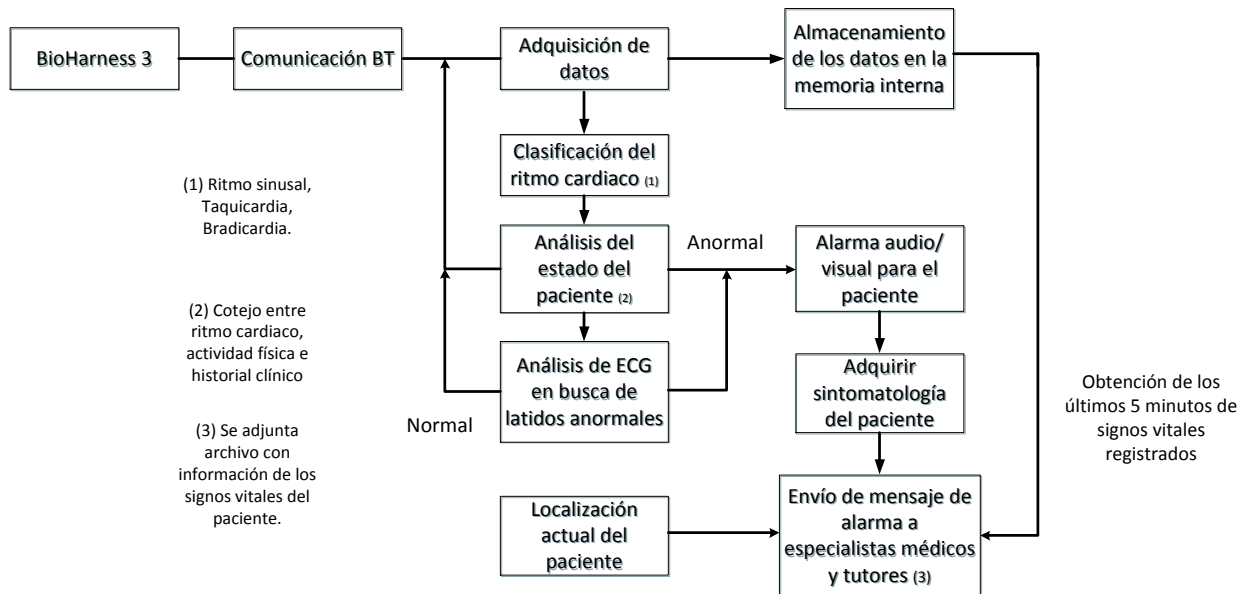 BioHarness 3
Comunicación BT
Adquisición de
datos
Almacenamiento
de los datos en la
memoria interna
Clasificación del
ritmo cardiaco (1)
(1) Ritmo sinusal,
Taquicardia,
Bradicardia.
Análisis del
estado del
paciente (2)
Anormal
Alarma audio/
visual para el
paciente
(2) Cotejo entre
ritmo cardiaco,
actividad física e
historial clínico
Análisis de ECG
en busca de
latidos anormales
Normal
Adquirir
sintomatología
del paciente
Obtención de los
últimos 5 minutos de
signos vitales
registrados
(3) Se adjunta
archivo con
información de los
signos vitales del
paciente.
Localización
actual del
paciente
Envío de mensaje de
alarma a
especialistas médicos
y tutores (3)